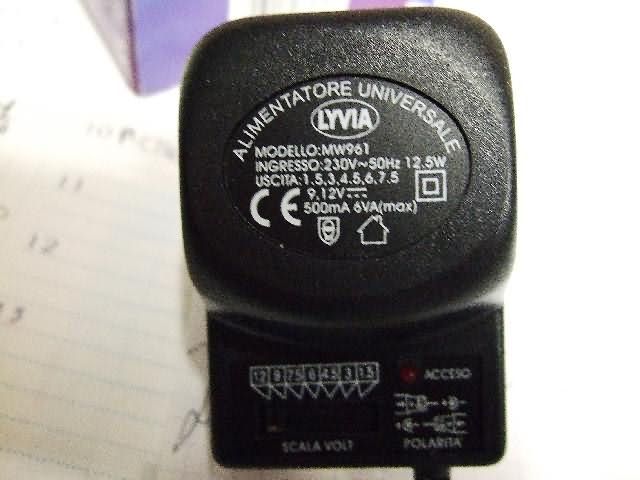 ALIMENTATORE UNIVERSALE
LYVIA
MODELLO:MW961
INGRESSO:230V~50Hz 12.5W
USCITA:1.5,3,4.5,6,7.5
9,12V⎓
CE
500mA 6VA(max)
12 9 7.5 6 4.5 3 1.5
ACCESO
SCALA VOLT
POLARITA'
11
12